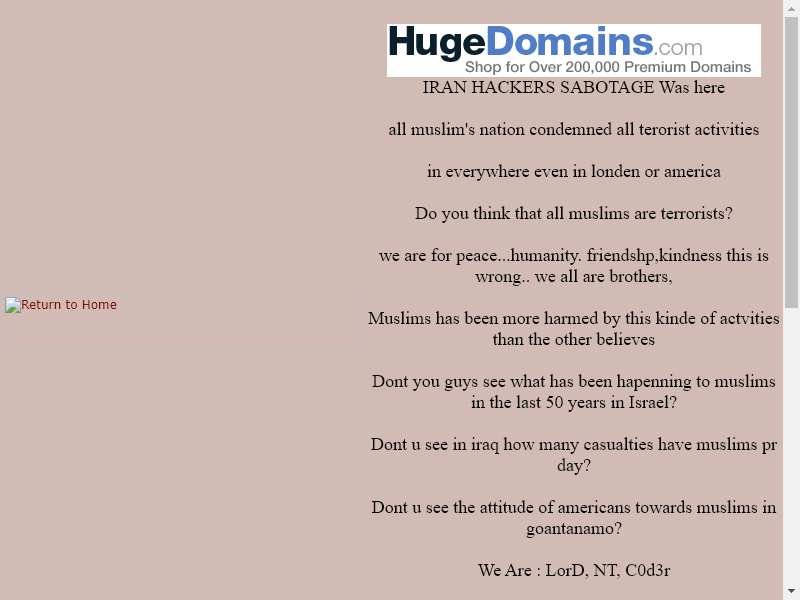 HugeDomains.com
Shop for Over 200,000 Premium Domains
IRAN HACKERS SABOTAGE Was here
all muslim's nation condemned all terorist activities
in everywhere even in londen or america
Do you think that all muslims are terrorists?
we are for peace...humanity. friendshp,kindness this is
wrong.. we all are brothers,
Return to Home
Muslims has been more harmed by this kinde of actvities
than the other believes
Dont you guys see what has been hapenning to muslims
in the last 50 years in Israel?
Dont u see in iraq how many casualties have muslims pr
day?
Dont u see the attitude of americans towards muslims in
goantanamo?
We Are : LorD, NT, C0d3r